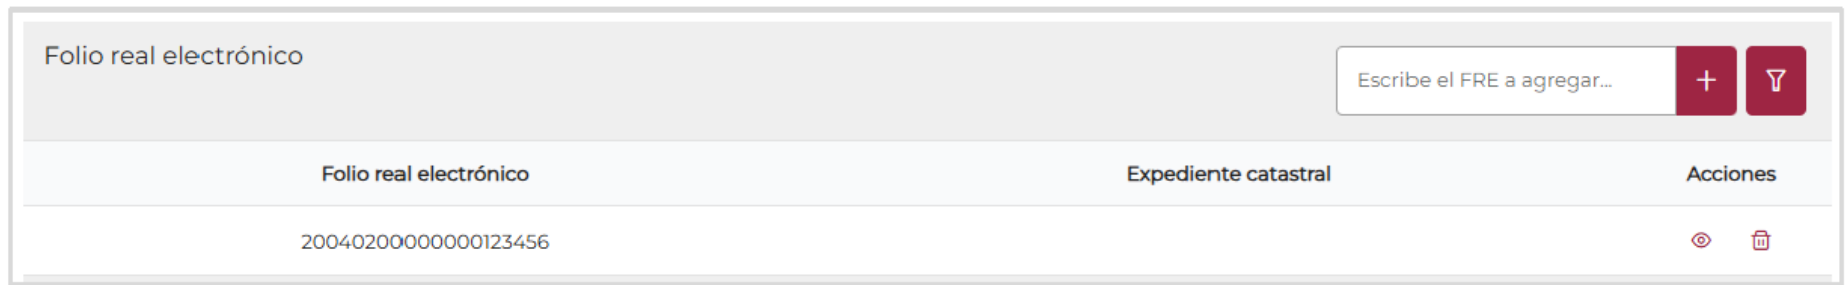 Folio real electrónico
Escribe el FRE a agregar...
Folio real electrónico Expediente catastral Acciones
20040200000000123456